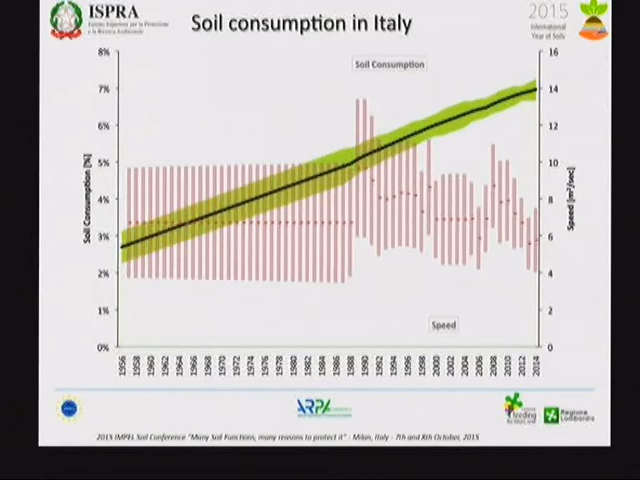 ISPRA
Soil consumption in Italy
2015
International
Year of Soils
Soil Consumption
8%
7%
6%
5%
4%
3%
2%
1%
0%
Soil Consumption [%]
16
14
12
10
8
6
4
2
0
Speed [m²/sec]
Speed
1956 1958 1960 1962 1964 1966 1968 1970 1972 1974 1976 1978 1980 1982 1984 1986 1988 1990 1992 1994 1996 1998 2000 2002 2004 2006 2008 2010 2012 2014
ARPA
feeding
Regione
Lombardia
2015 IMPEL Soil Conference "Many Soil Functions, many reasons to protect it" - Milan, Italy - 7th and 8th October, 2015